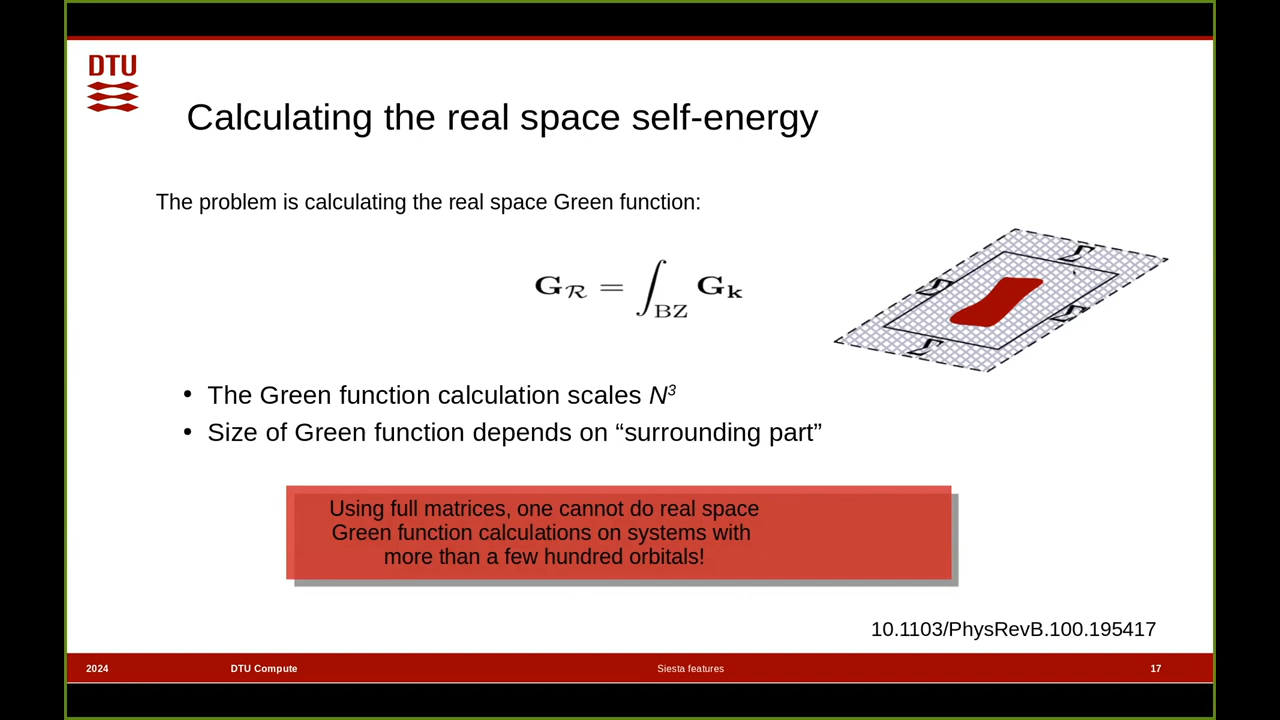 DTU
Calculating the real space self-energy
The problem is calculating the real space Green function:
G_ℛ = ∫_BZ G_k
Σ
Σ
Σ
Σ
• The Green function calculation scales N³
• Size of Green function depends on “surrounding part”
Using full matrices, one cannot do real space
Green function calculations on systems with
more than a few hundred orbitals!
10.1103/PhysRevB.100.195417
2024 DTU Compute Siesta features 17